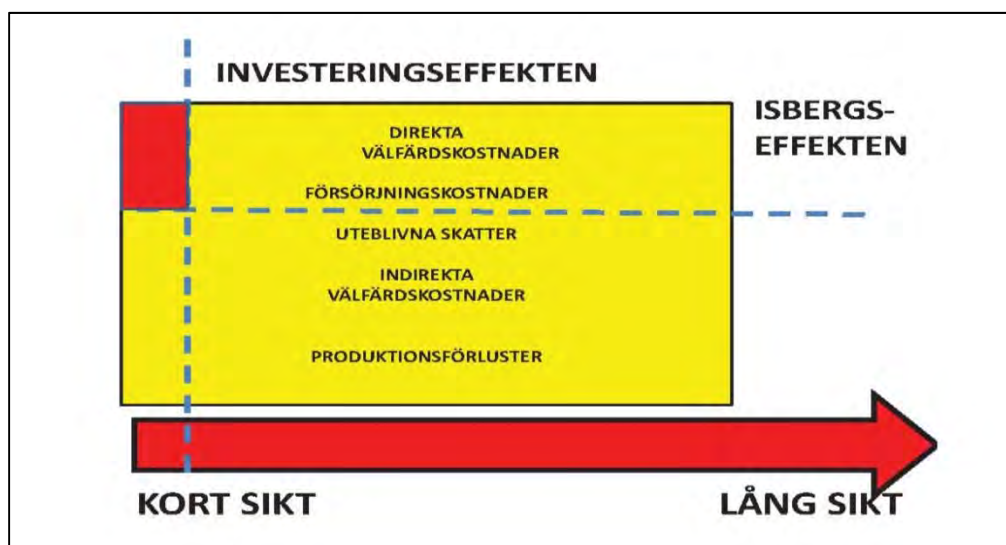 INVESTERINGSEFFEKTEN
ISBERGS-
EFFEKTEN
DIREKTA
VÄLFÄRDSKOSTNADER
FÖRSÖRJNINGSKOSTNADER
UTEBLIVNA SKATTER
INDIREKTA
VÄLFÄRDSKOSTNADER
PRODUKTIONSFÖRLUSTER
KORT SIKT
LÅNG SIKT